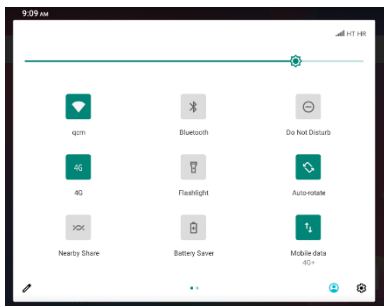 9:09 AM
HT HR
qcm
Bluetooth
Do Not Disturb
4G
4G
Flashlight
Auto-rotate
Nearby Share
Battery Saver
Mobile data
4G+